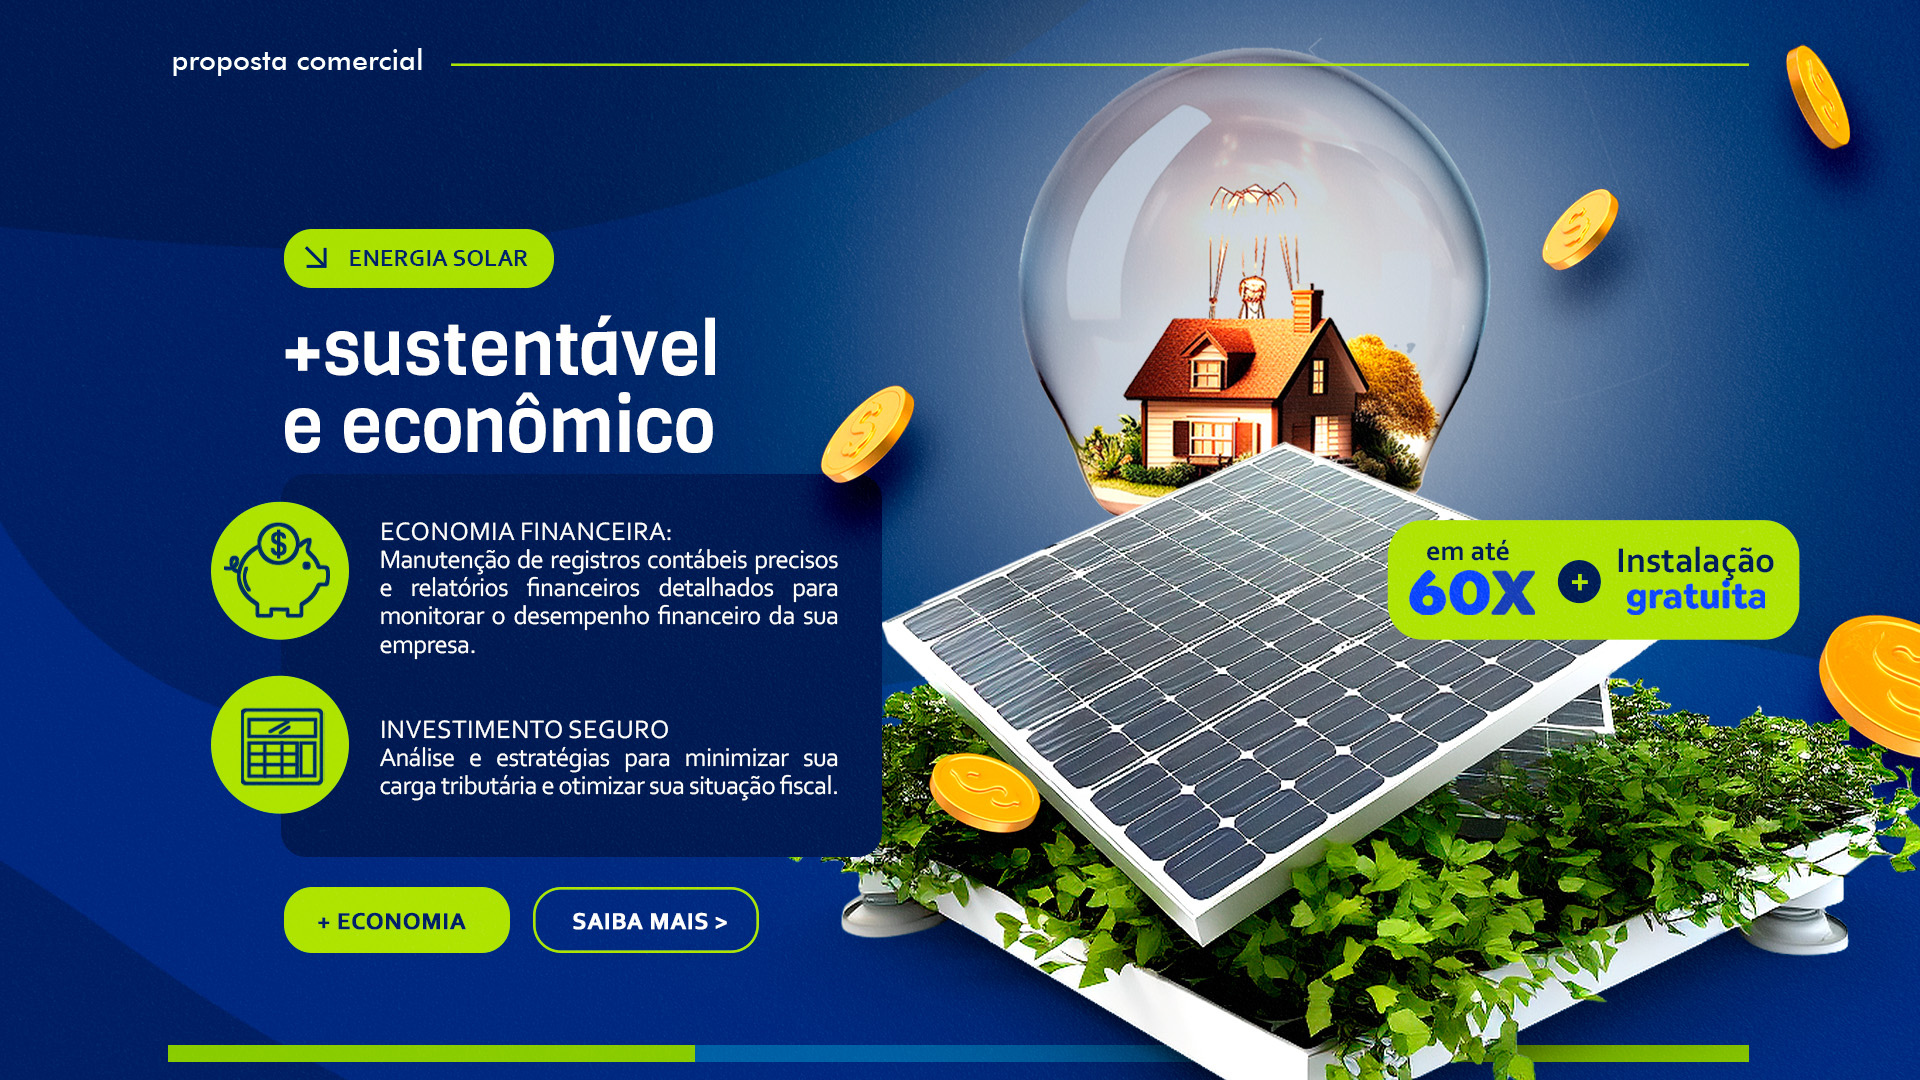 proposta comercial
ENERGIA SOLAR
+sustentável
e econômico
ECONOMIA FINANCEIRA:
Manutenção de registros contábeis precisos
e relatórios financeiros detalhados para
monitorar o desempenho financeiro da sua
empresa.
INVESTIMENTO SEGURO
Análise e estratégias para minimizar sua
carga tributária e otimizar sua situação fiscal.
+ ECONOMIA
SAIBA MAIS >
em até
60X
+
Instalação
gratuita